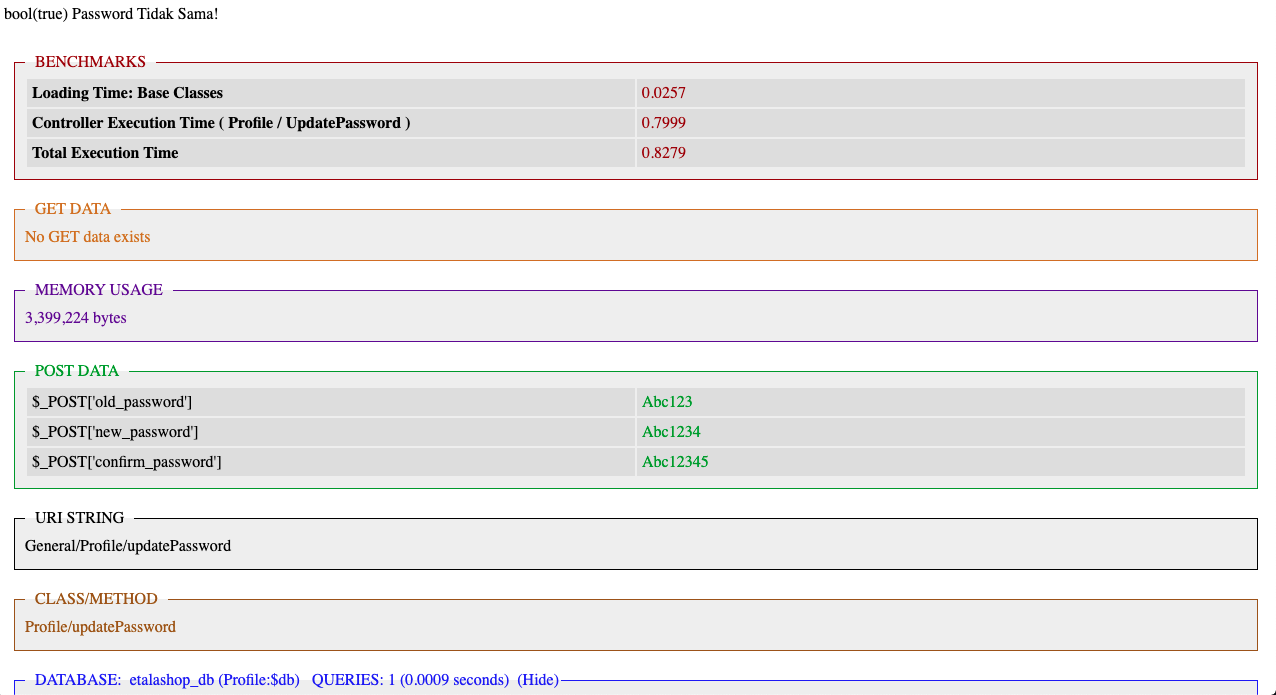 bool(true) Password Tidak Sama!
BENCHMARKS
Loading Time: Base Classes 0.0257
Controller Execution Time ( Profile / UpdatePassword ) 0.7999
Total Execution Time 0.8279
GET DATA
No GET data exists
MEMORY USAGE
3,399,224 bytes
POST DATA
$_POST['old_password'] Abc123
$_POST['new_password'] Abc1234
$_POST['confirm_password'] Abc12345
URI STRING
General/Profile/updatePassword
CLASS/METHOD
Profile/updatePassword
DATABASE: etalashop_db (Profile:$db) QUERIES: 1 (0.0009 seconds) (Hide)